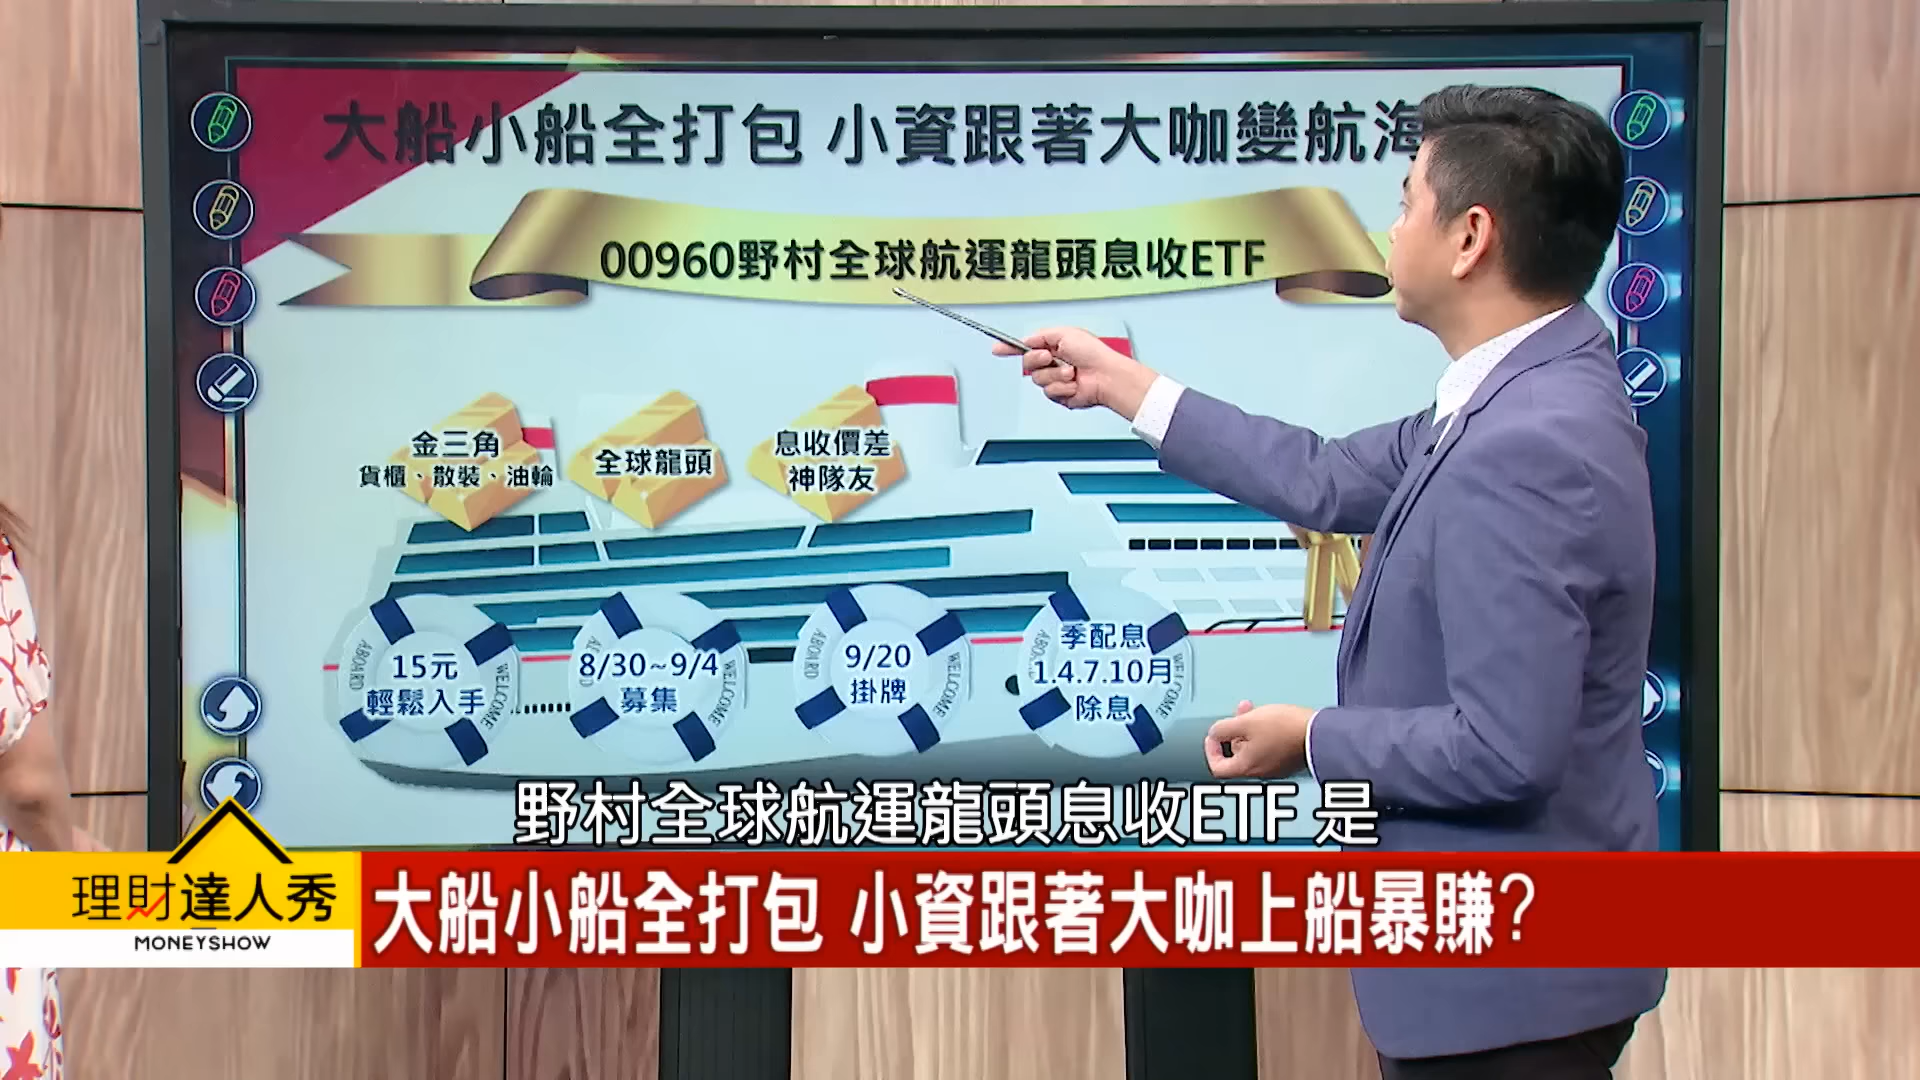 大船小船全打包 小資跟著大咖變航海
00960野村全球航運龍頭息收ETF
金三角
貨櫃、散裝、油輪
全球龍頭
息收價差
神隊友
15元
輕鬆入手
ABOARD
WELCOME
8/30~9/4
募集
WELCOME
9/20
掛牌
ABOARD
WELCOME
季配息
1.4.7.10月
除息
野村全球航運龍頭息收ETF 是
理財達人秀
MONEYSHOW
大船小船全打包 小資跟著大咖上船暴賺?